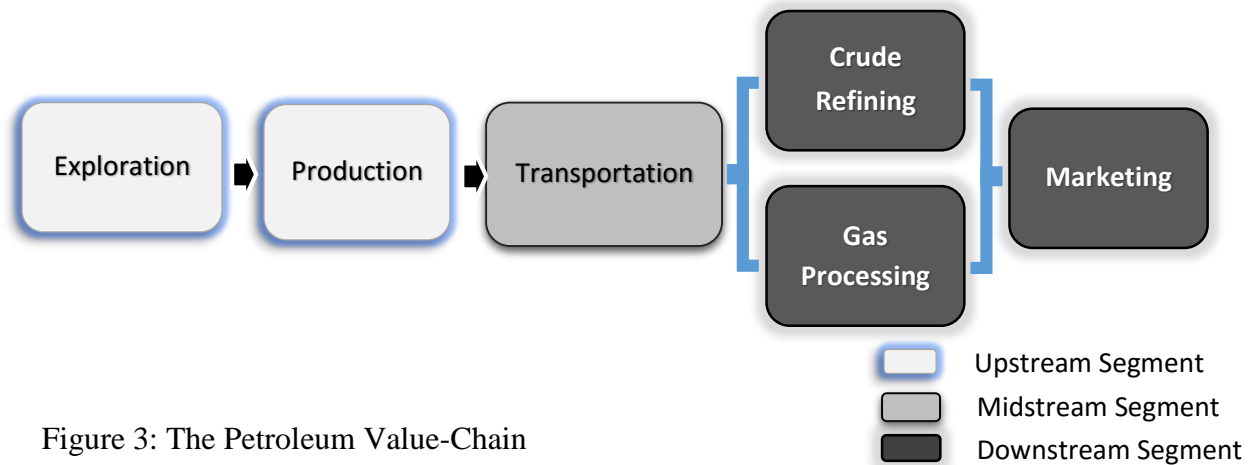 Exploration
Production
Transportation
Crude
Refining
Gas
Processing
Marketing
Upstream Segment
Midstream Segment
Downstream Segment
Figure 3: The Petroleum Value-Chain